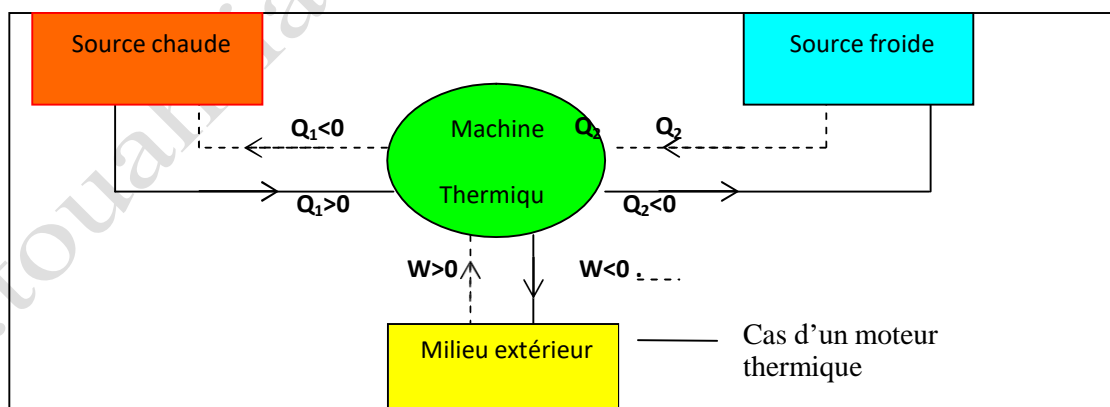 Source chaude
Source froide
Q₁<0
Machine
Q₂
Q₂
Thermiqu
Q₁>0
Q₂<0
W>0
W<0 .
Milieu extérieur
Cas d’un moteur
thermique